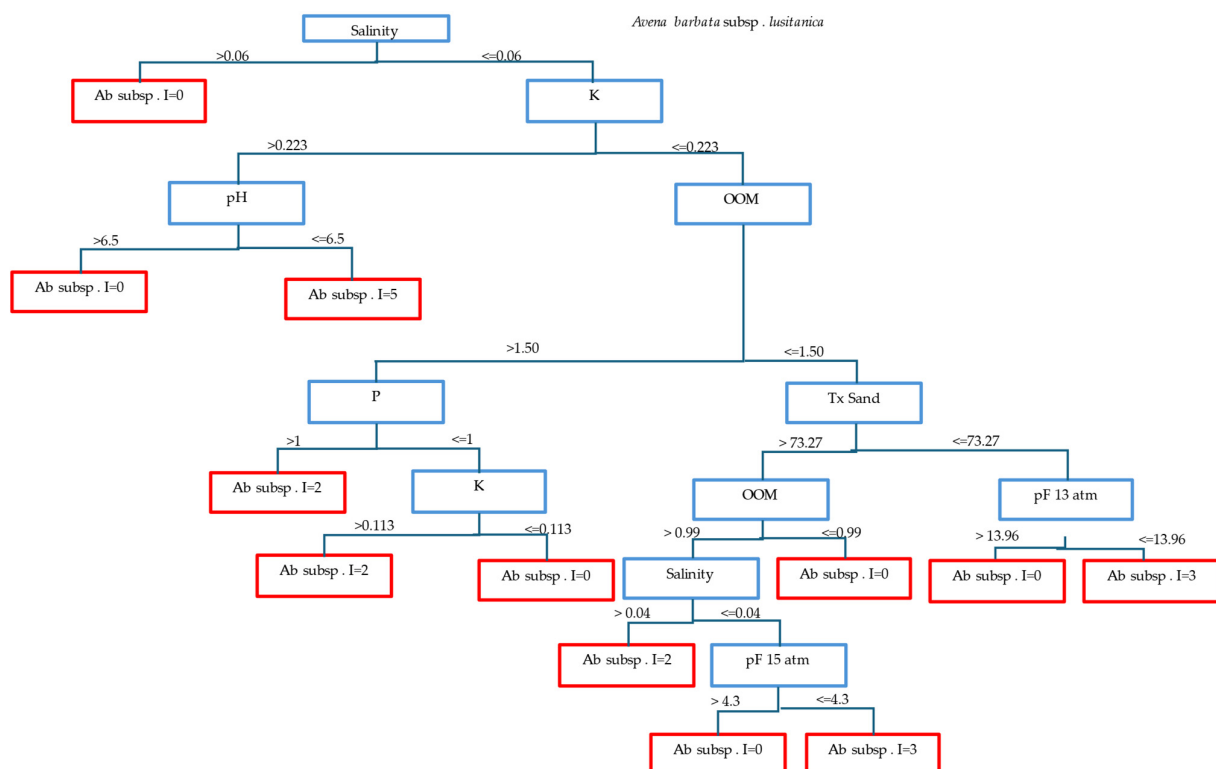 Avena barbata subsp . lusitanica
Salinity
>0.06
<=0.06
Ab subsp . I=0
K
>0.223
<=0.223
pH
OOM
>6.5
<=6.5
Ab subsp . I=0
Ab subsp . I=5
>1.50
<=1.50
P
Tx Sand
>1
<=1
> 73.27
<=73.27
Ab subsp . I=2
K
OOM
pF 13 atm
>0.113
<=0.113
> 0.99
<=0.99
> 13.96
<=13.96
Ab subsp . I=2
Ab subsp . I=0
Salinity
Ab subsp . I=0
Ab subsp . I=0
Ab subsp . I=3
> 0.04
<=0.04
Ab subsp . I=2
pF 15 atm
> 4.3
<=4.3
Ab subsp . I=0
Ab subsp . I=3